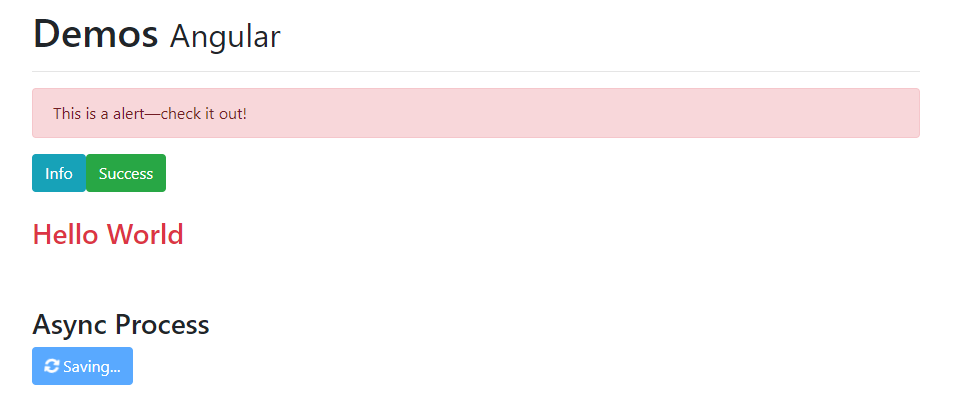 Demos Angular
This is a alert—check it out!
Info Success
Hello World
Async Process
Saving...